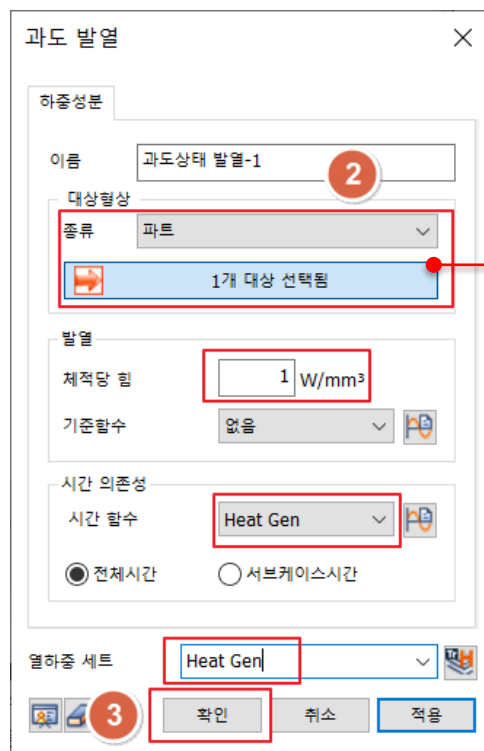 과도 발열
하중성분
이름 과도상태 발열-1
2
대상형상
종류 파트
1개 대상 선택됨
발열
체적당 힘 1 W/mm³
기준함수 없음
시간 의존성
시간 함수 Heat Gen
전체시간 서브케이스시간
열하중 세트 Heat Gen
3 확인 취소 적용